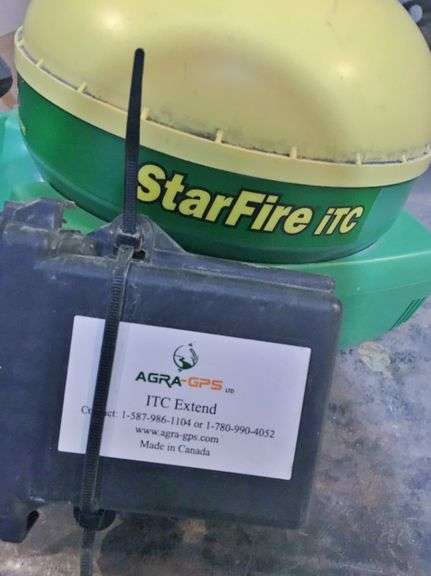 StarFire iTC
AGRA-GPS LTD
ITC Extend
Contact: 1-587-986-1104 or 1-780-990-4052
www.agra-gps.com
Made in Canada